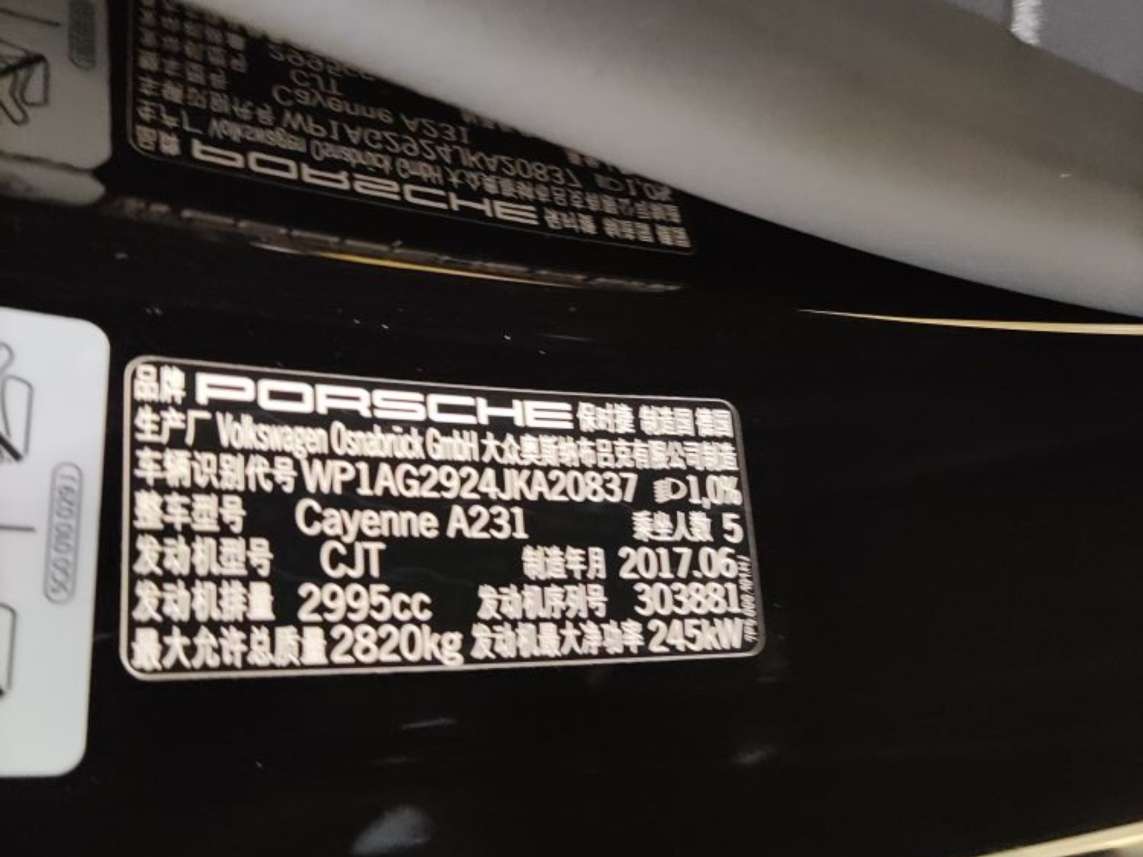 品牌 PORSCHE 保时捷 制造国 德国
生产厂 Volkswagen Osnabrück GmbH 大众奥斯纳布吕克有限公司制造
车辆识别代号 WP1AG2924JKA20837 1,0%
整车型号 Cayenne A231 乘坐人数 5
发动机型号 CJT 制造年月 2017.06
发动机排量 2995cc 发动机序列号 303881
最大允许总质量 2820kg 发动机最大净功率 245kW